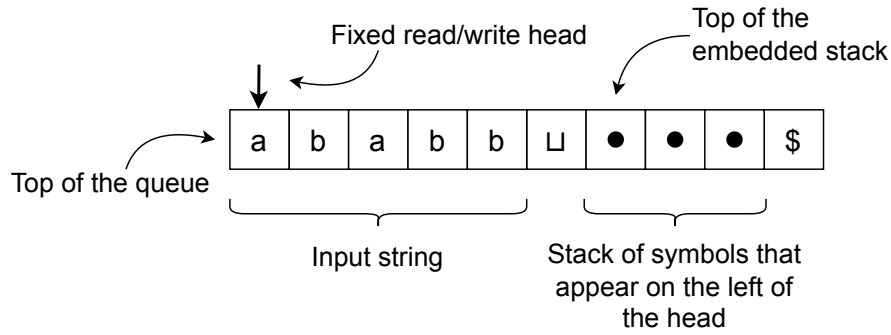 Fixed read/write head
Top of the
embedded stack
a b a b b ⊔ ● ● ● $
Top of the queue
Input string
Stack of symbols that
appear on the left of
the head